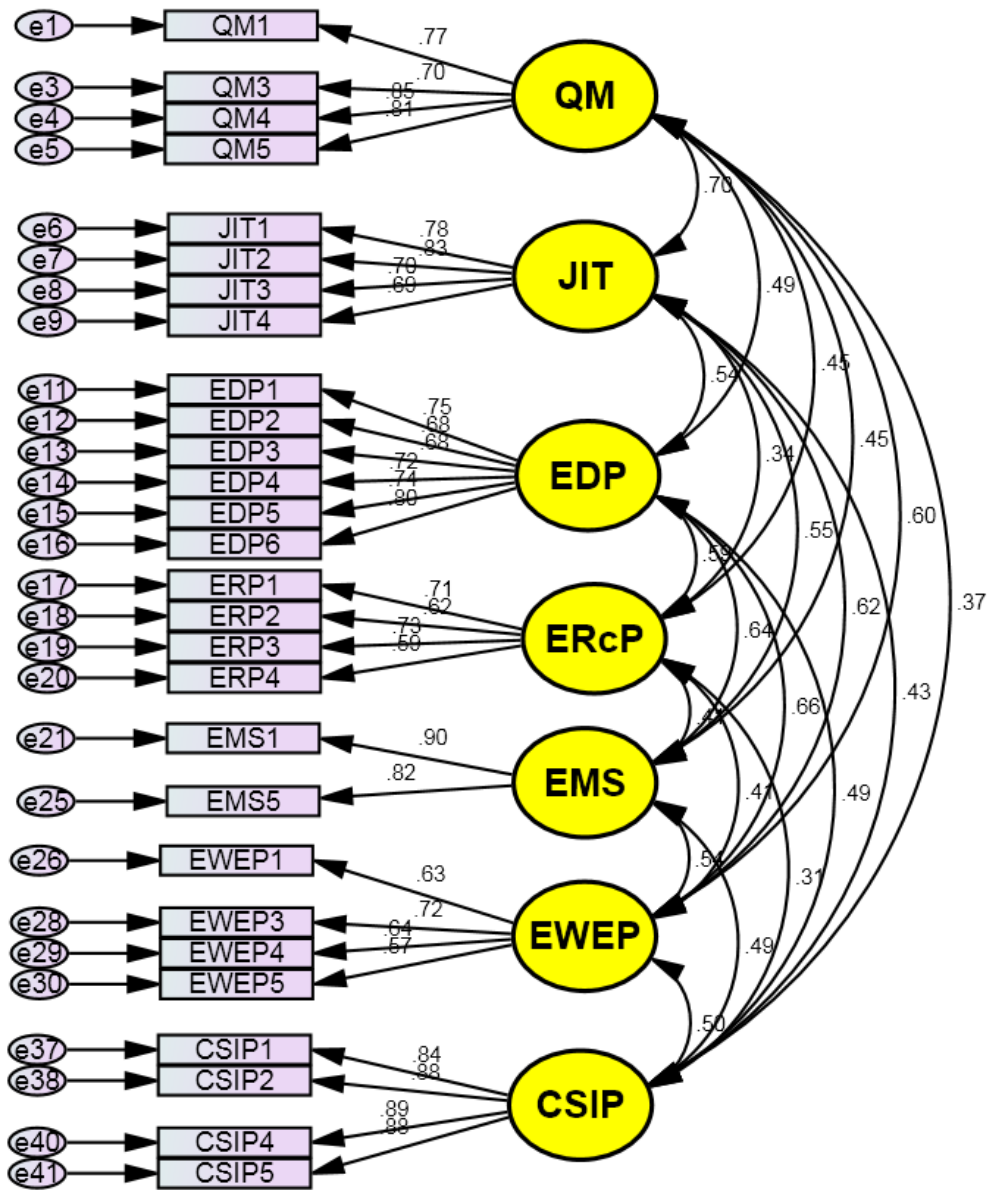 e1 QM1 .77
QM
e3 QM3 .70
e4 QM4 .85
e5 QM5 .81
.70
e6 JIT1 .78
e7 JIT2 .83
e8 JIT3 .70
e9 JIT4 .69
JIT
.49
.45
.54
e11 EDP1 .75
e12 EDP2 .68
e13 EDP3 .68
e14 EDP4 .72
e15 EDP5 .74
e16 EDP6 .80
EDP
.34
.45
.60
.55
.59
.37
.62
e17 ERP1 .71
e18 ERP2 .62
e19 ERP3 .73
e20 ERP4
ERcP
.64
.43
.66
e21 EMS1 .90
e25 EMS5 .82
EMS
.41
.49
e26 EWEP1 .63
.54
.31
e28 EWEP3 .72
e29 EWEP4 .64
e30 EWEP5 .57
EWEP
.49
.50
e37 CSIP1 .84
e38 CSIP2 .88
CSIP
e40 CSIP4 .89
e41 CSIP5 .88